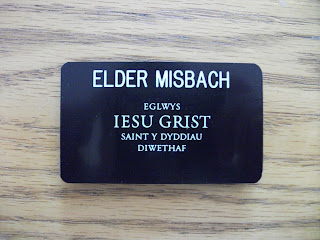 ELDER MISBACH
EGLWYS
IESU GRIST
SAINT Y DYDDIAU
DIWETHAF